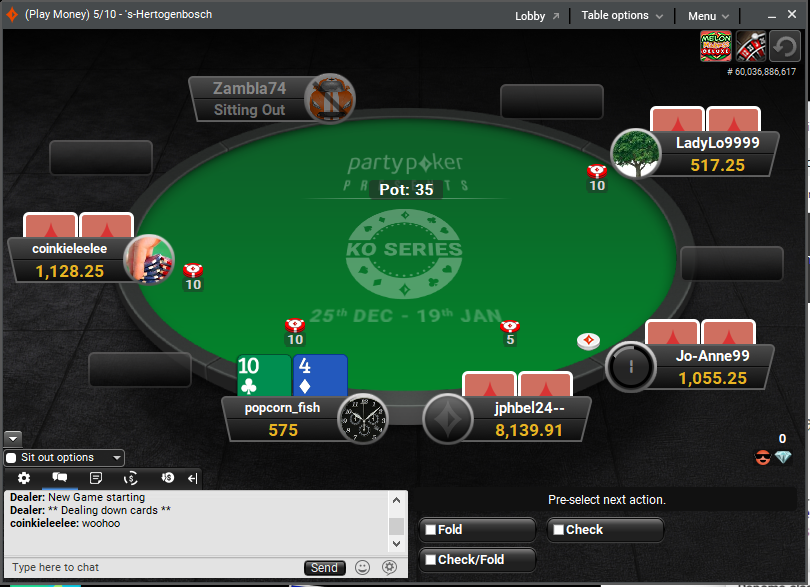 (Play Money) 5/10 - 's-Hertogenbosch
Lobby
Table options
Menu
MELON
DELUXE
# 60,036,886,617
Zambla74
Sitting Out
LadyLo9999
517.25
partypoker
PRESENTS
Pot: 35
10
coinkieleelee
1,128.25
10
KO SERIES
25th DEC - 19th JAN
10
5
10
4
Jo-Anne99
1,055.25
popcorn_fish
575
jphbel24--
8,139.91
0
Sit out options
Dealer: New Game starting
Dealer: ** Dealing down cards **
coinkieleelee: woohoo
Type here to chat
Send
Pre-select next action.
Fold
Check
Check/Fold